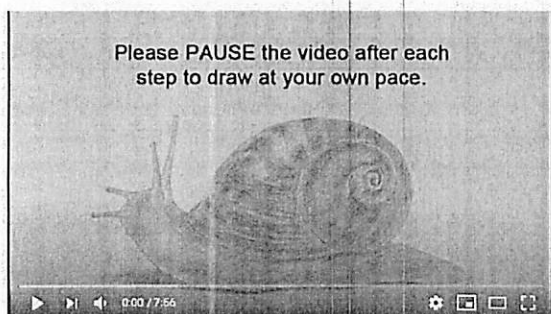 Please PAUSE the video after each
step to draw at your own pace.
0:00 / 7:56